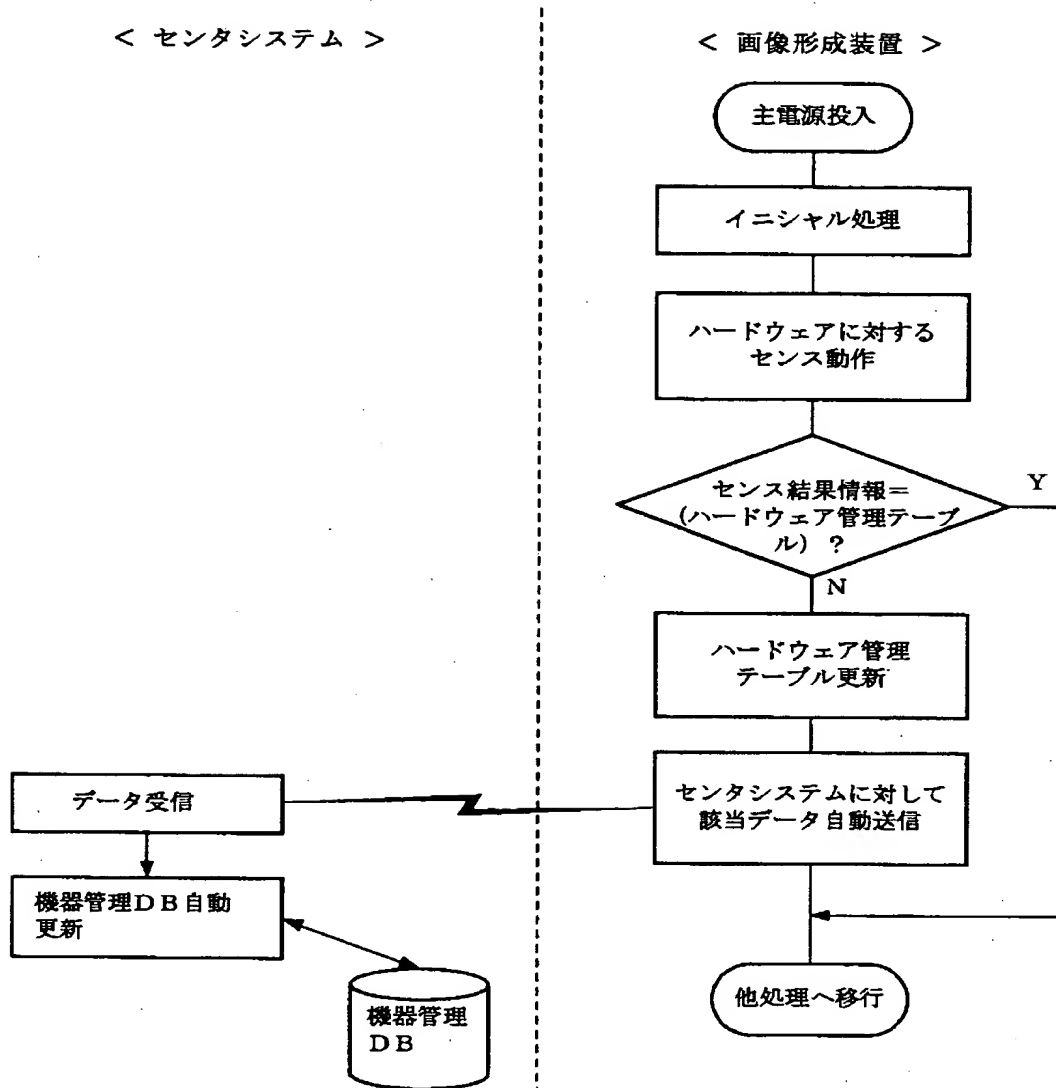 < センタシステム >
< 画像形成装置 >
主電源投入
イニシャル処理
ハードウェアに対する
センス動作
センス結果情報＝
(ハードウェア管理テーブ
ル) ?
Y
N
ハードウェア管理
テーブル更新
センタシステムに対して
該当データ自動送信
データ受信
機器管理DB自動
更新
機器管理
DB
他処理へ移行